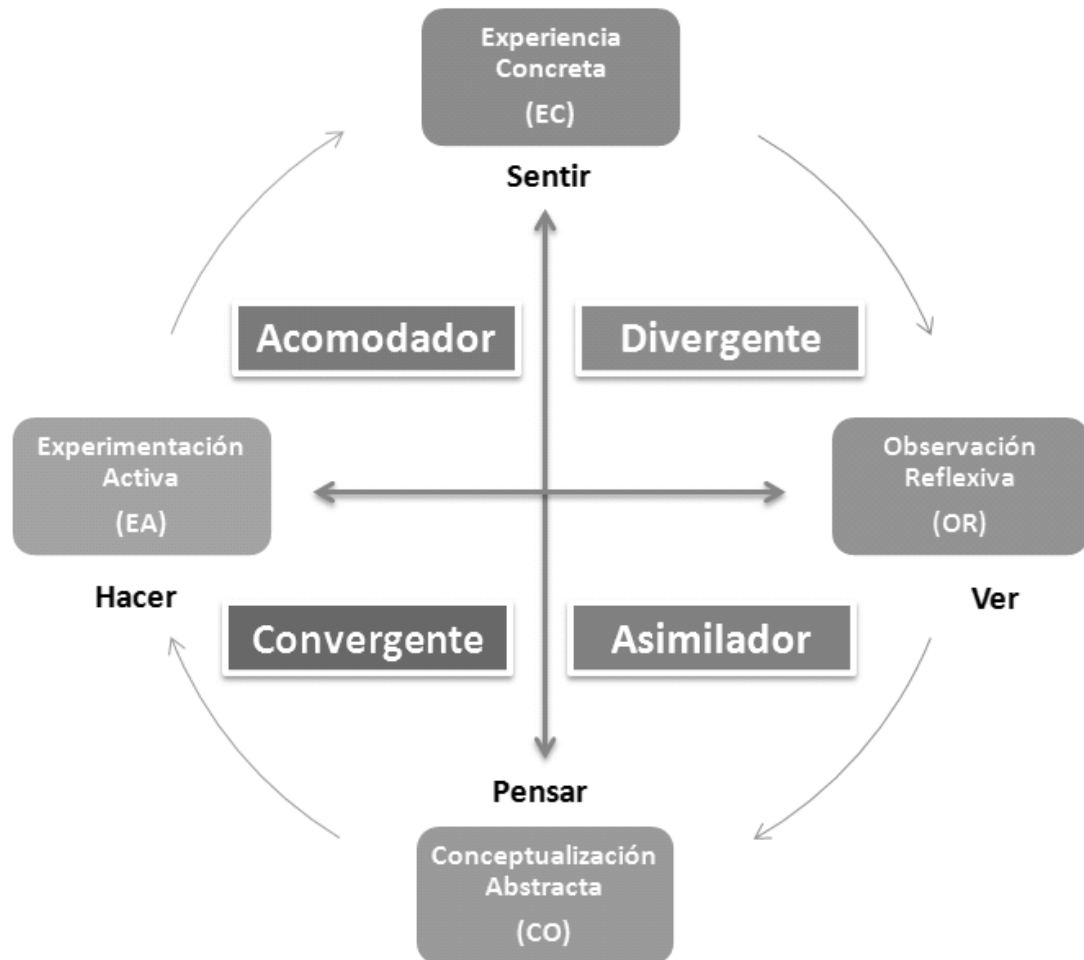 Experiencia
Concreta
(EC)
Sentir
Acomodador
Divergente
Experimentación
Activa
(EA)
Hacer
Observación
Reflexiva
(OR)
Ver
Convergente
Asimilador
Pensar
Conceptualización
Abstracta
(CO)